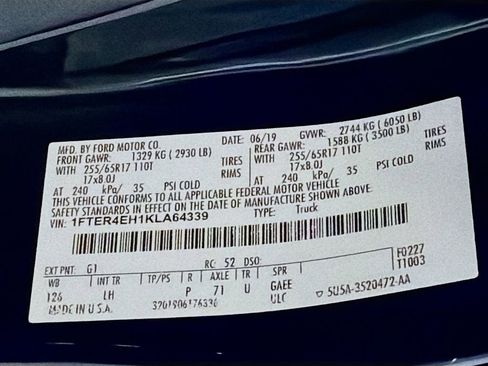 MFD. BY FORD MOTOR CO.
DATE: 06/19 GVWR: 2744 KG ( 6050 LB)
FRONT GAWR: 1329 KG ( 2930 LB) REAR GAWR: 1588 KG ( 3500 LB)
WITH 255/65R17 110T TIRES WITH 255/65R17 110T TIRES
17x8.0J RIMS 17x8.0J RIMS
AT 240 kPa/ 35 PSI COLD AT 240 kPa/ 35 PSI COLD
THIS VEHICLE CONFORMS TO ALL APPLICABLE FEDERAL MOTOR VEHICLE
SAFETY STANDARDS IN EFFECT ON THE DATE OF MANUFACTURE SHOWN ABOVE.
VIN: 1FTER4EH1KLA64339 TYPE: Truck
F0227
T1003
EXT PNT: G1 RC: 52 DSO:
WB INT TR TP/PS R AXLE TR SPR
126 LH P 71 U GAEE
MADE IN U.S.A. ULC
5U5A-3520472-AA